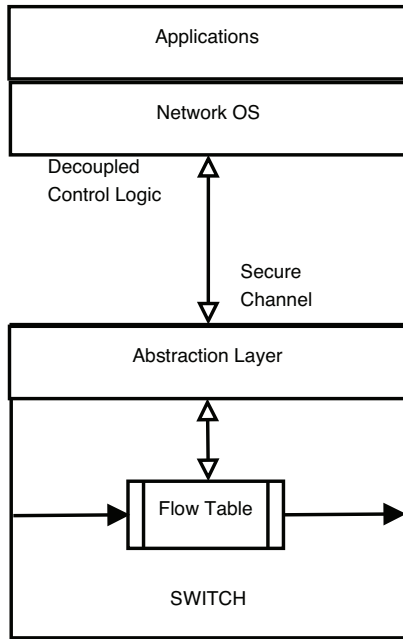 Applications
Network OS
Decoupled
Control Logic
Secure
Channel
Abstraction Layer
Flow Table
SWITCH